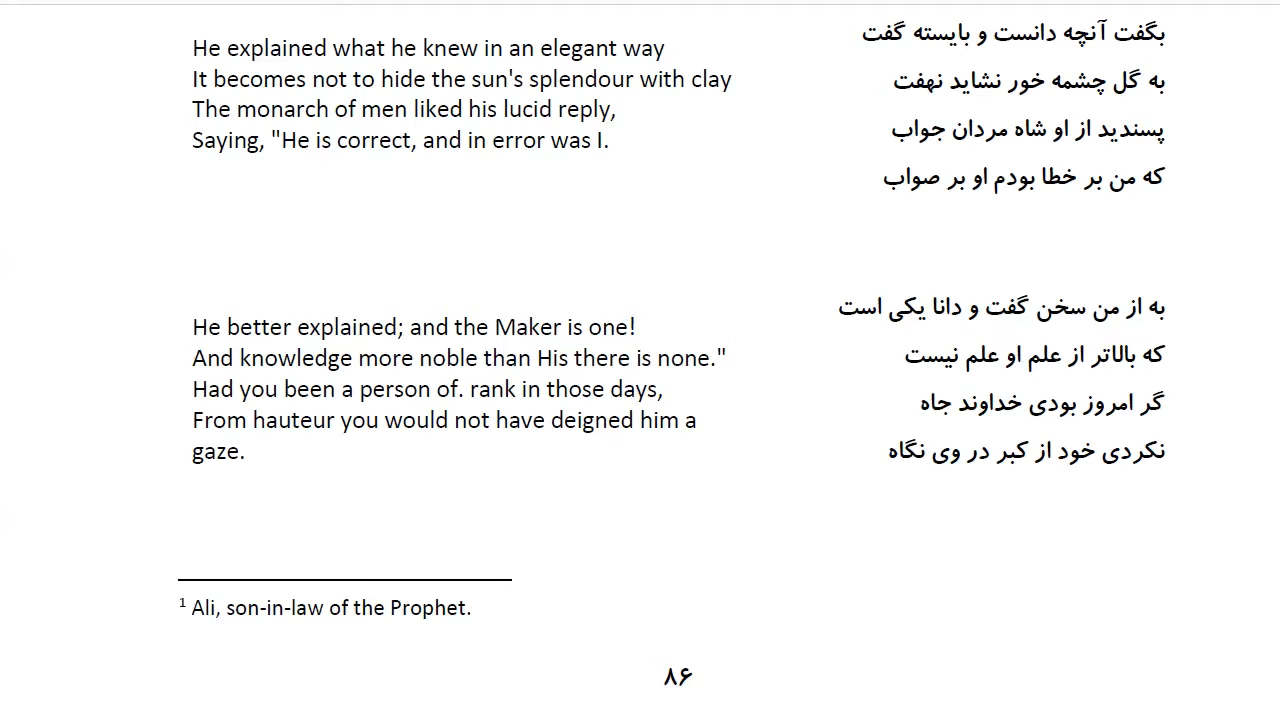 He explained what he knew in an elegant way
It becomes not to hide the sun's splendour with clay
The monarch of men liked his lucid reply,
Saying, "He is correct, and in error was I.
بگفت آنچه دانست و بایسته گفت
به گل چشمه خور نشاید نهفت
پسندید از او شاه مردان جواب
که من بر خطا بودم او بر صواب
He better explained; and the Maker is one!
And knowledge more noble than His there is none."
Had you been a person of. rank in those days,
From hauteur you would not have deigned him a
gaze.
به از من سخن گفت و دانا یکی است
که بالاتر از علم او علم نیست
گر امروز بودی خداوند جاه
نکردی خود از کبر در وی نگاه
1 Ali, son-in-law of the Prophet.
۸۶